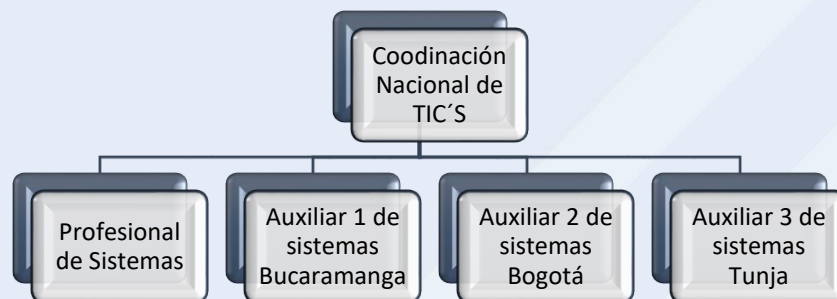 Coodinación
Nacional de
TIC´S
Profesional
de Sistemas
Auxiliar 1 de
sistemas
Bucaramanga
Auxiliar 2 de
sistemas
Bogotá
Auxiliar 3 de
sistemas
Tunja